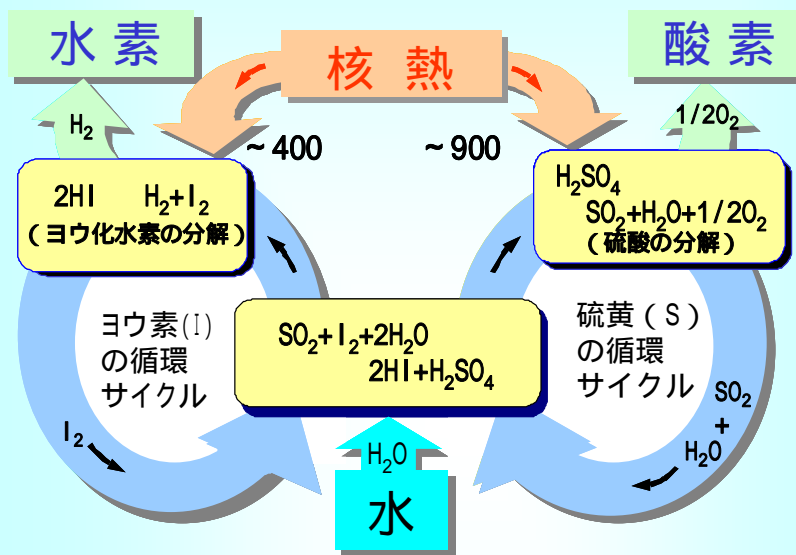 水素
核熱
酸素
H₂
1/2O₂
~400
~900
2HI H₂+I₂
(ヨウ化水素の分解)
H₂SO₄
SO₂+H₂O+1/2O₂
(硫酸の分解)
ヨウ素(I)
の循環
サイクル
SO₂+I₂+2H₂O
2HI+H₂SO₄
硫黄(S)
の循環
サイクル
I₂
SO₂
+
H₂O
H₂O
水